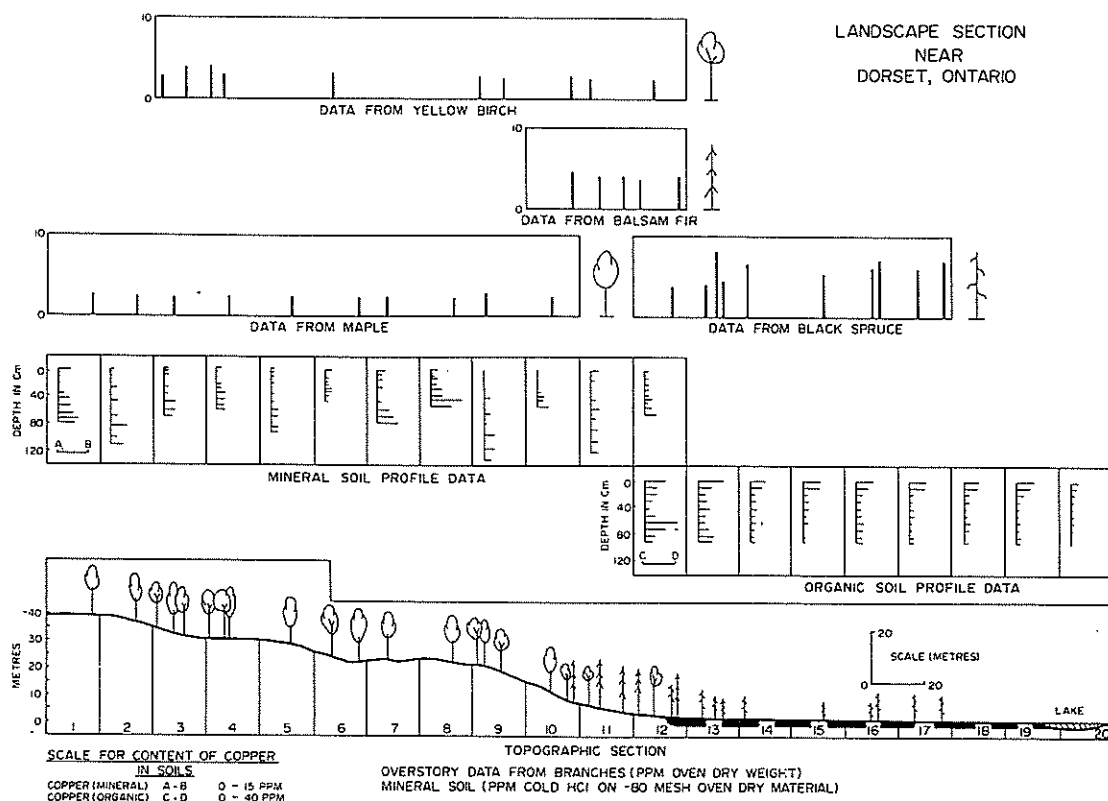 LANDSCAPE SECTION
NEAR
DORSET, ONTARIO
10
0
DATA FROM YELLOW BIRCH
10
0
DATA FROM BALSAM FIR
10
0
DATA FROM MAPLE
DATA FROM BLACK SPRUCE
DEPTH IN Cm
0
40
80
120
A B
MINERAL SOIL PROFILE DATA
DEPTH IN Cm
0
40
80
120
C D
ORGANIC SOIL PROFILE DATA
METRES
-40
30
20
10
0
-
20
SCALE (METRES)
0 20
LAKE
1 2 3 4 5 6 7 8 9 10 11 12 13 14 15 16 17 18 19 20
TOPOGRAPHIC SECTION
SCALE FOR CONTENT OF COPPER
IN SOILS
COPPER (MINERAL) A-B 0 - 15 PPM
COPPER (ORGANIC) C-D 0 - 40 PPM
OVERSTORY DATA FROM BRANCHES (PPM OVEN DRY WEIGHT)
MINERAL SOIL (PPM COLD HCl ON -80 MESH OVEN DRY MATERIAL)